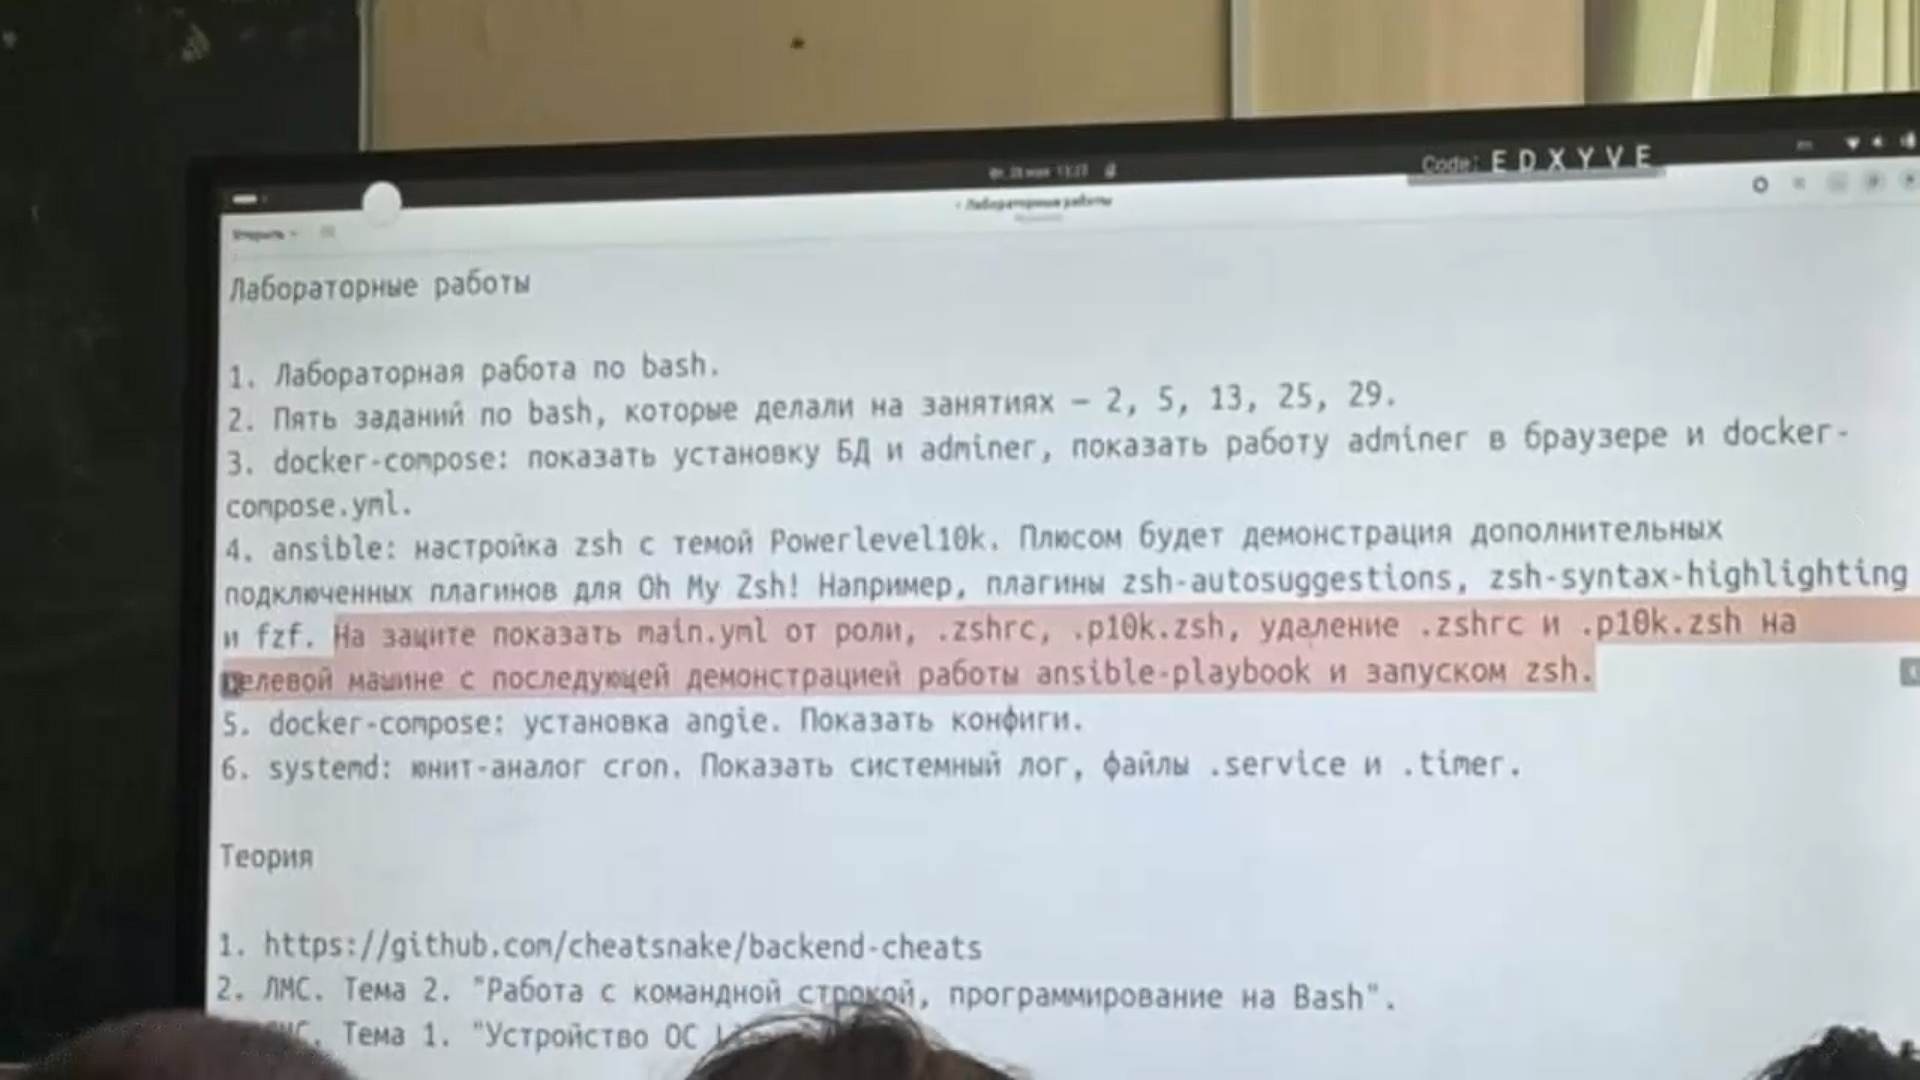 Code: E D X Y V E
Лабораторные работы
Открыть
Лабораторные работы
1. Лабораторная работа по bash.
2. Пять заданий по bash, которые делали на занятиях — 2, 5, 13, 25, 29.
3. docker-compose: показать установку БД и adminer, показать работу adminer в браузере и docker-
compose.yml.
4. ansible: настройка zsh с темой Powerlevel10k. Плюсом будет демонстрация дополнительных
подключенных плагинов для Oh My Zsh! Например, плагины zsh-autosuggestions, zsh-syntax-highlighting
и fzf. На защите показать main.yml от роли, .zshrc, .p10k.zsh, удаление .zshrc и .p10k.zsh на
целевой машине с последующей демонстрацией работы ansible-playbook и запуском zsh.
5. docker-compose: установка angie. Показать конфиги.
6. systemd: юнит-аналог cron. Показать системный лог, файлы .service и .timer.
Теория
1. https://github.com/cheatsnake/backend-cheats
2. ЛМС. Тема 2. "Работа с командной строкой, программирование на Bash".
Тема 1. "Устройство ОС